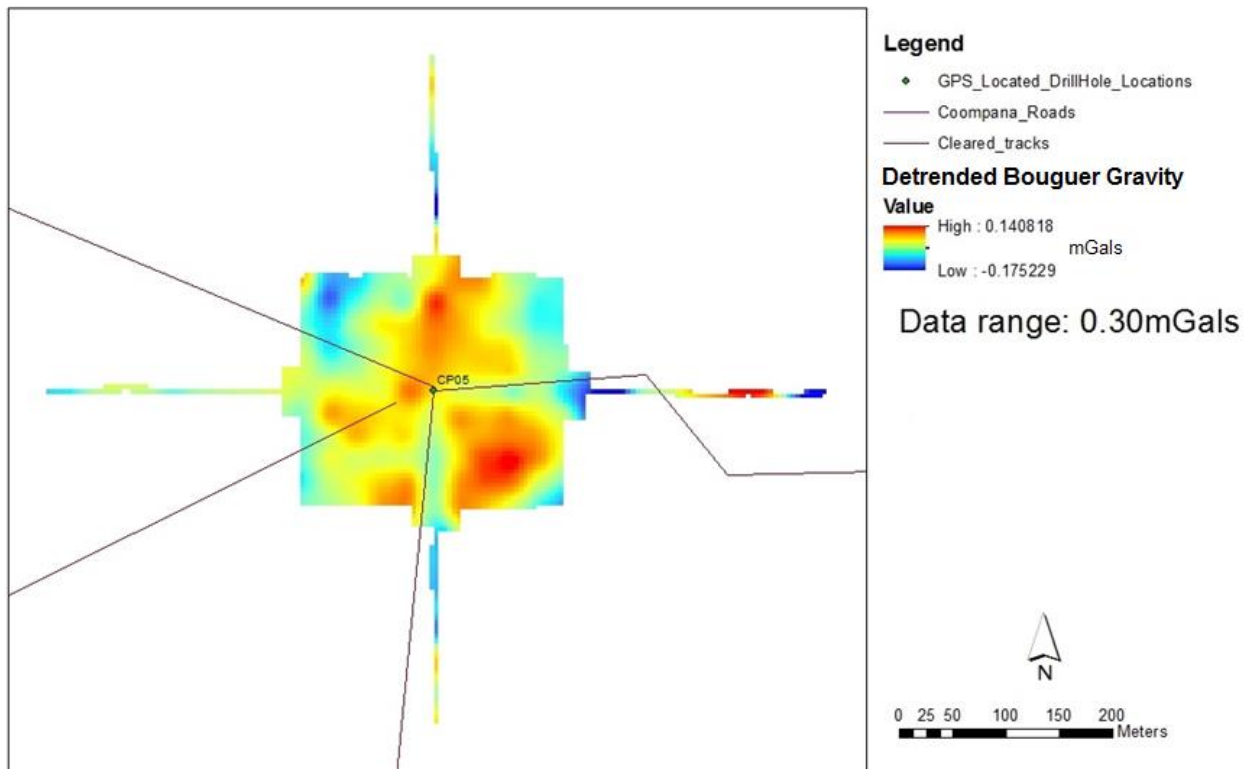 CP05
Legend
GPS_Located_DrillHole_Locations
Coompana_Roads
Cleared_tracks
Detrended Bouguer Gravity
Value
High : 0.140818
mGals
Low : -0.175229
Data range: 0.30mGals
N
0 25 50 100 150 200
Meters